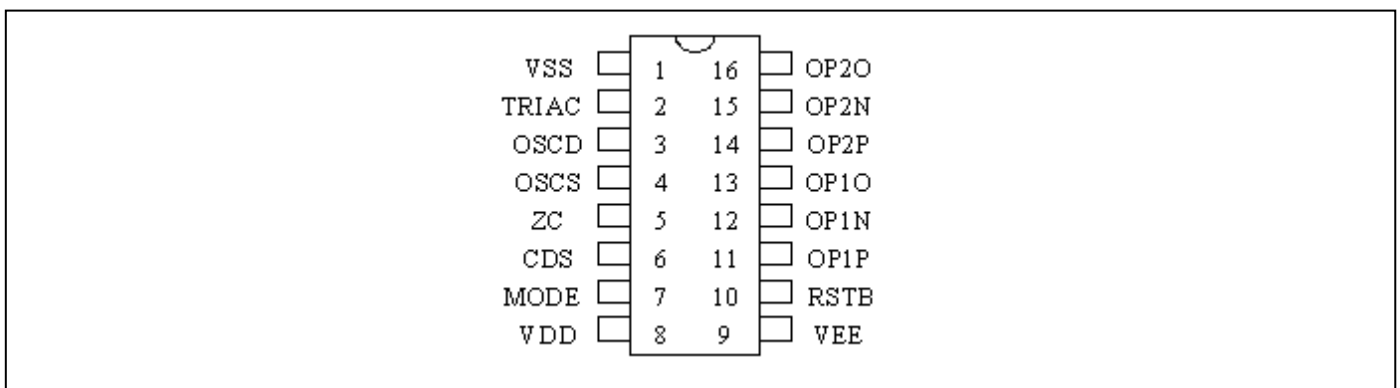 VSS 1 16 OP2O
TRIAC 2 15 OP2N
OSCD 3 14 OP2P
OSCS 4 13 OP1O
ZC 5 12 OP1N
CDS 6 11 OP1P
MODE 7 10 RSTB
VDD 8 9 VEE